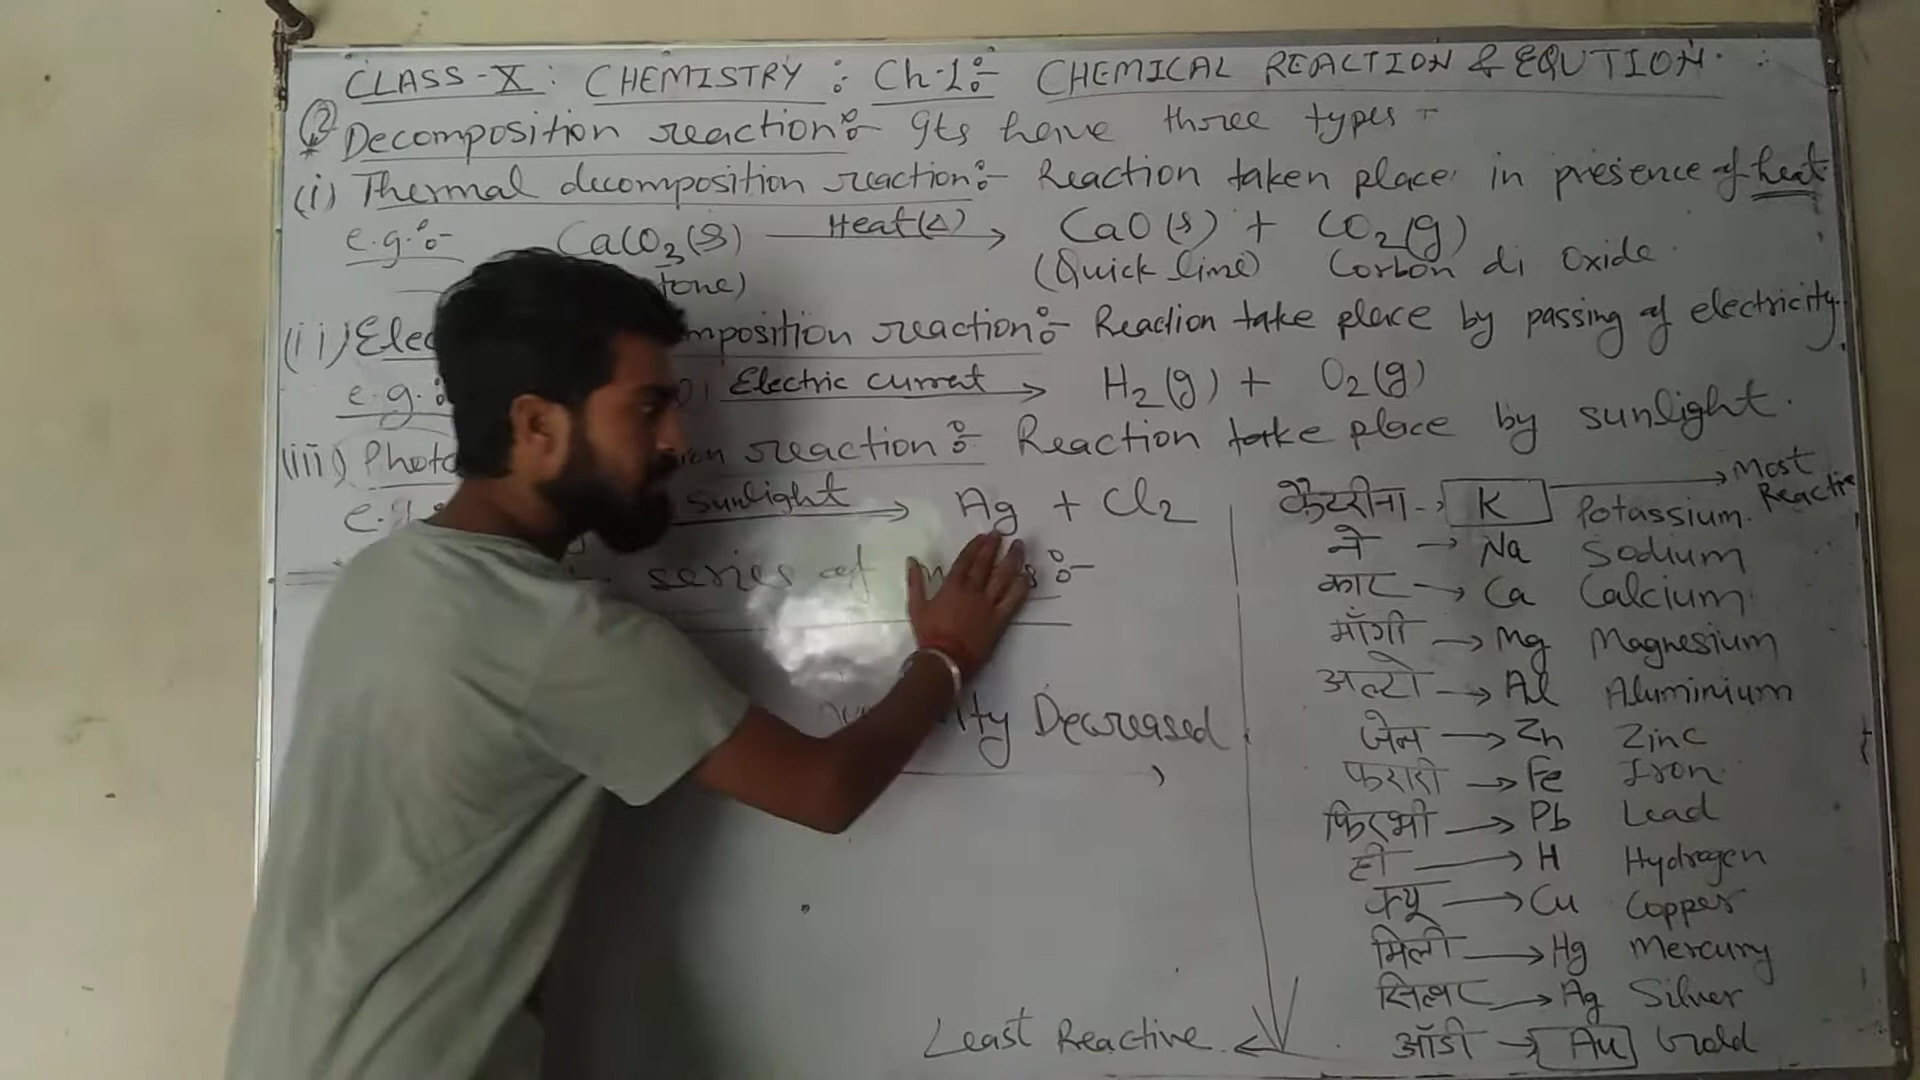 CLASS-X : CHEMISTRY : Ch-1:- CHEMICAL REACTION & EQUTION.
② Decomposition reaction:- Its have three types -
(i) Thermal decomposition reaction:- Reaction taken place in presence of heat
e.g.:- CaCO3(s) Heat(Δ) → CaO(s) + CO2(g)
tone) (Quick lime) Corbon di Oxide.
(ii) Elec mposition reaction:- Reaction take place by passing of electricity.
e.g.: Electric current → H2(g) + O2(g)
(iii) Photo reaction:- Reaction take place by sunlight.
e.g. Sunlight → Ag + Cl2
series of :-
ity Decreased
कैटरीना → K Potassium. → Most Reactive
ने → Na Sodium
काट → Ca Calcium
माँगी → Mg Magnesium
अल्टो → Al Aluminium
जेन → Zn Zinc
फरारी → Fe Iron
फिरभी → Pb Lead
ही → H Hydrogen
क्यू → Cu Copper
मिली → Hg Mercury
सिल्वर → Ag Silver
ऑडी → Au Gold
Least Reactive ←